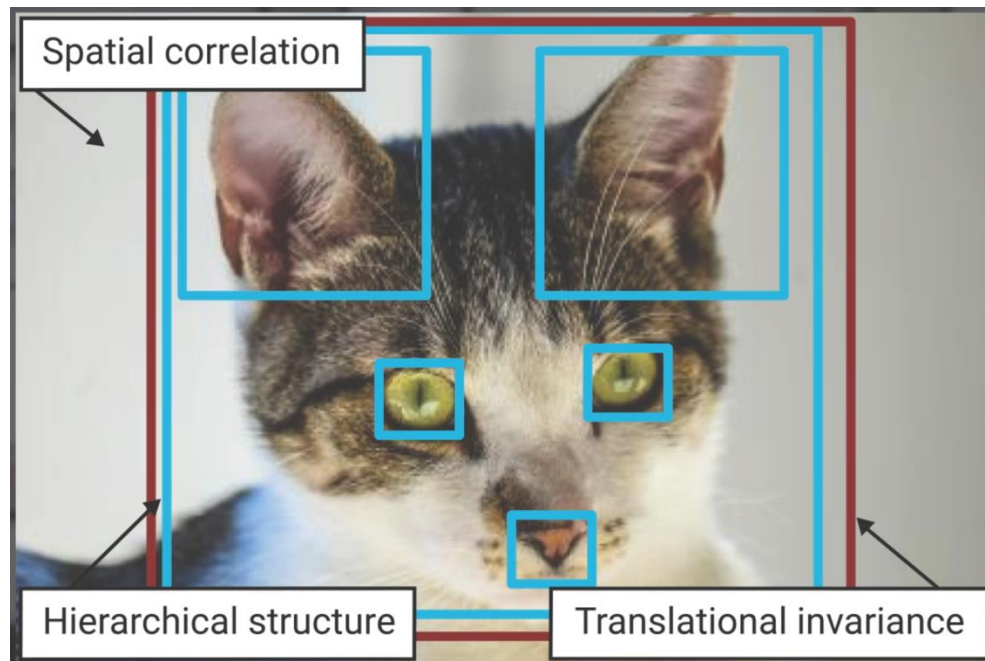 Spatial correlation
Hierarchical structure
Translational invariance